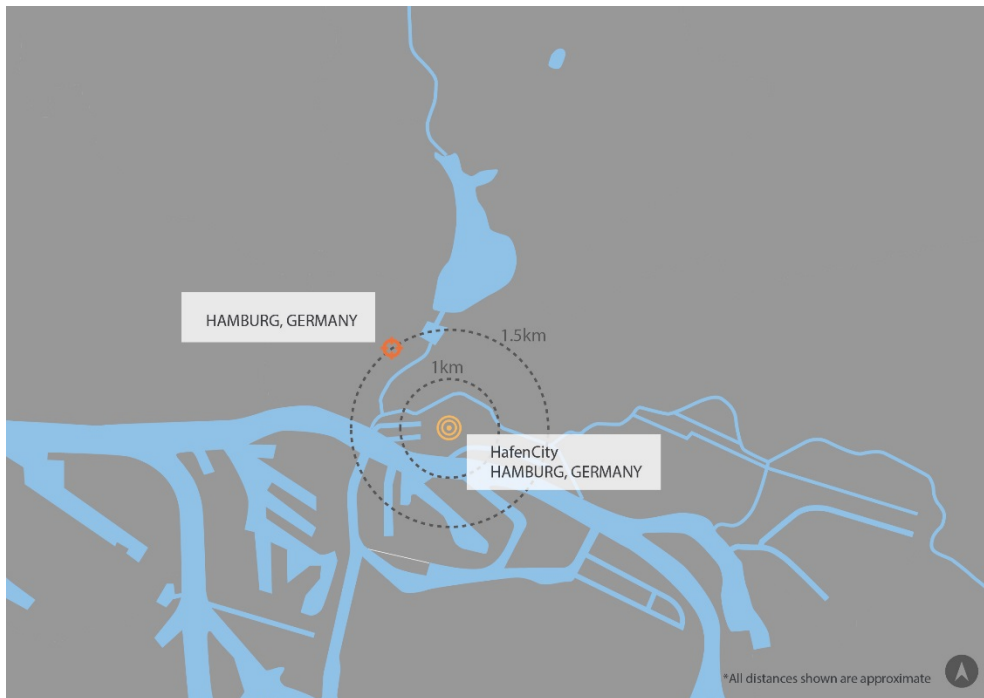 HAMBURG, GERMANY
1.5km
1km
HafenCity
HAMBURG, GERMANY
*All distances shown are approximate